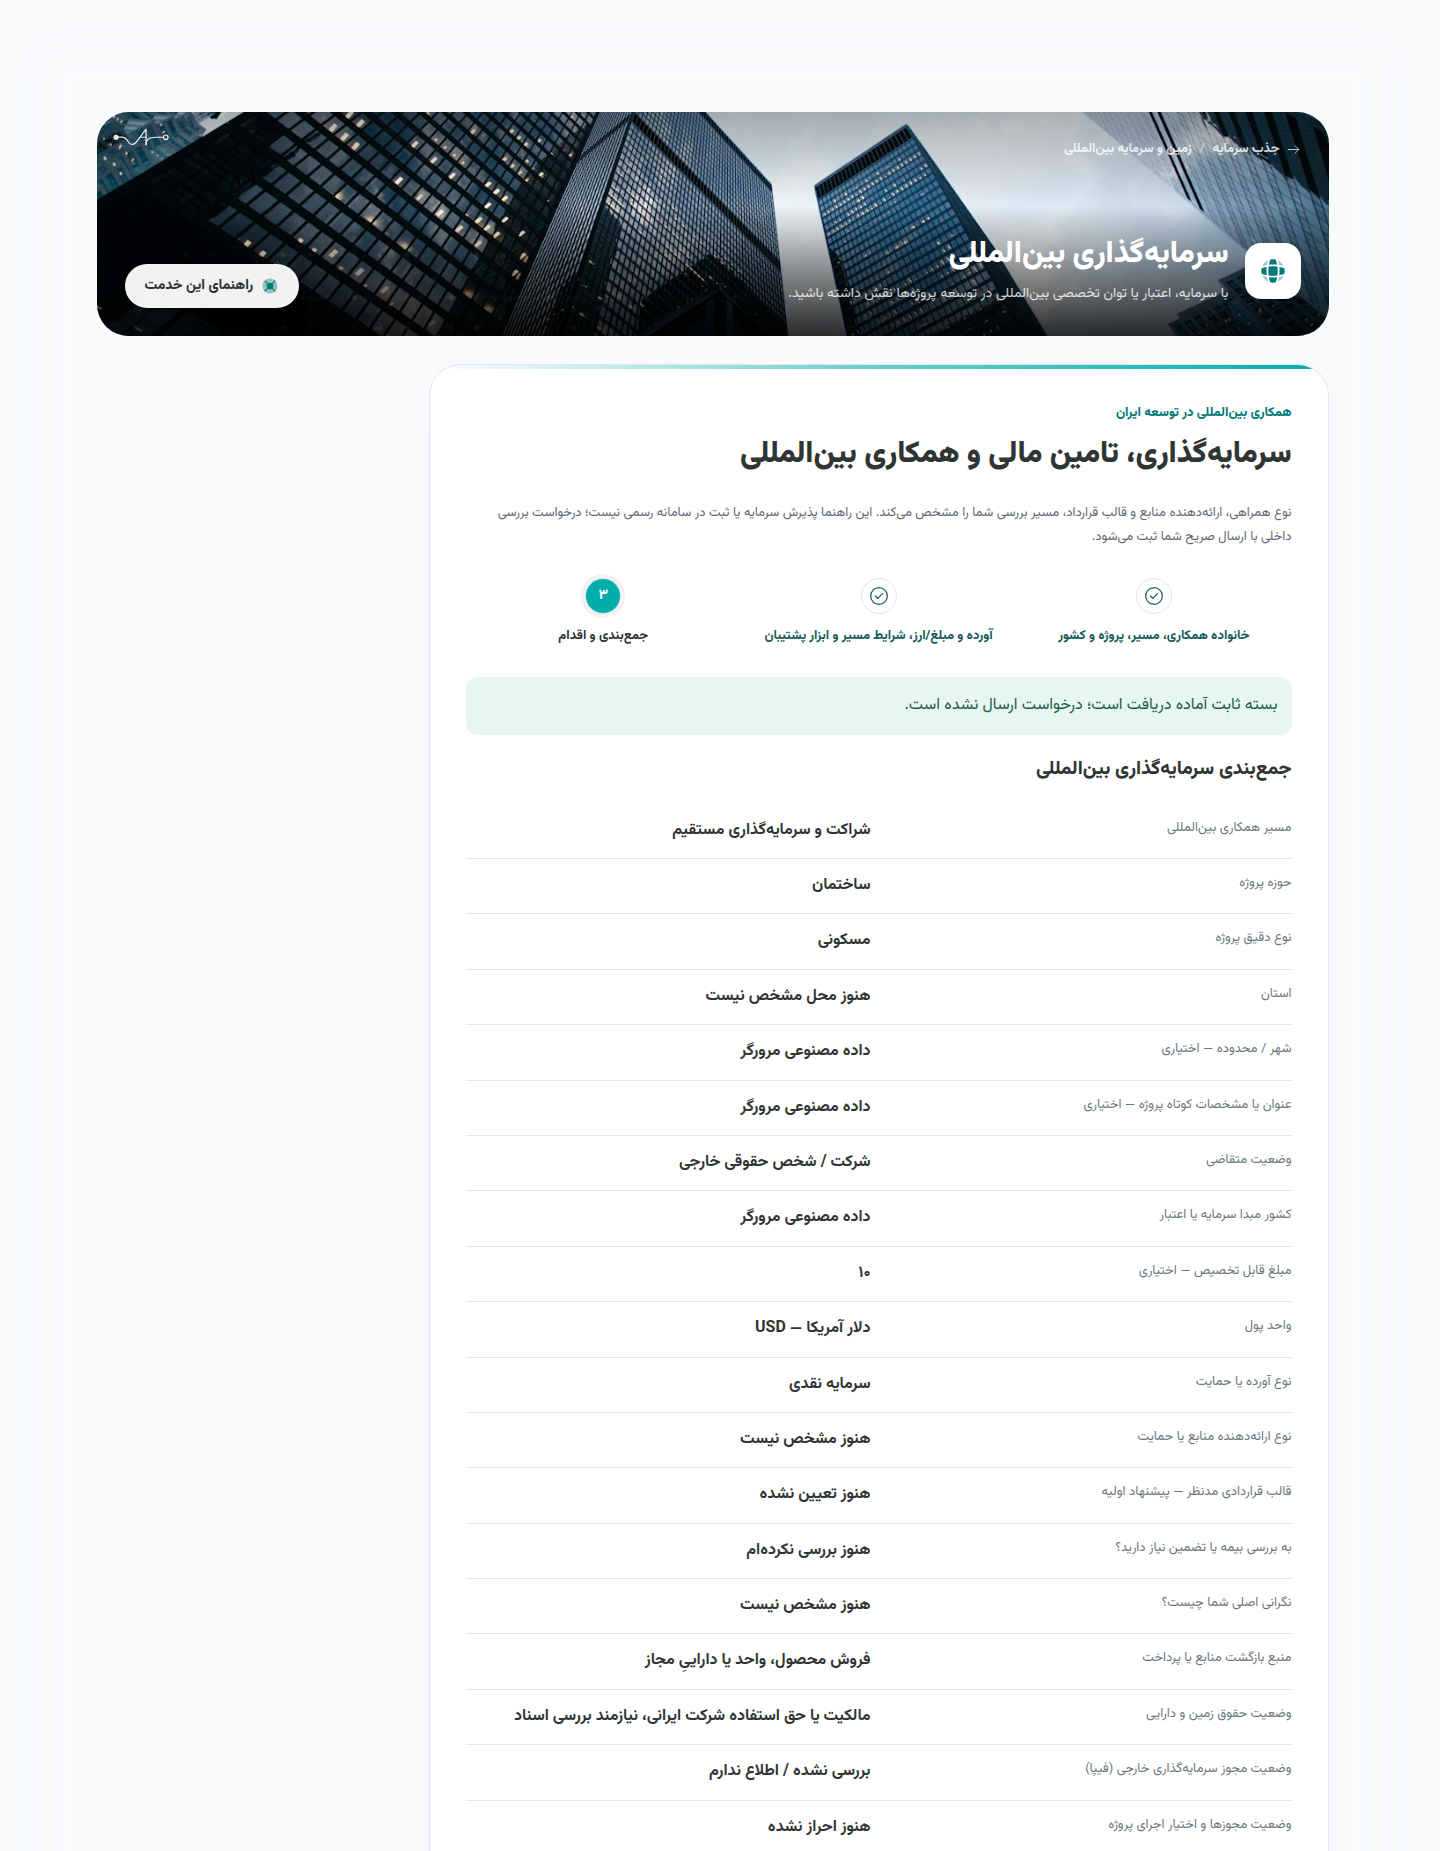 جذب سرمایه / زمین و سرمایه بین‌المللی
سرمایه‌گذاری بین‌المللی
با سرمایه، اعتبار یا توان تخصصی بین‌المللی در توسعه پروژه‌ها نقش داشته باشید.
راهنمای این خدمت
همکاری بین‌المللی در توسعه ایران
سرمایه‌گذاری، تامین مالی و همکاری بین‌المللی
نوع همراهی، ارائه‌دهنده منابع و قالب قرارداد، مسیر بررسی شما را مشخص می‌کند. این راهنما پذیرش سرمایه یا ثبت در سامانه رسمی نیست؛ درخواست بررسی
داخلی با ارسال صریح شما ثبت می‌شود.
خانواده همکاری، مسیر، پروژه و کشور
آورده و مبلغ/ارز، شرایط مسیر و ابزار پشتیبان
۳
جمع‌بندی و اقدام
بسته ثابت آماده دریافت است؛ درخواست ارسال نشده است.
جمع‌بندی سرمایه‌گذاری بین‌المللی
مسیر همکاری بین‌المللی شراکت و سرمایه‌گذاری مستقیم
حوزه پروژه ساختمان
نوع دقیق پروژه مسکونی
استان هنوز محل مشخص نیست
شهر / محدوده — اختیاری داده مصنوعی مرورگر
عنوان یا مشخصات کوتاه پروژه — اختیاری داده مصنوعی مرورگر
وضعیت متقاضی شرکت / شخص حقوقی خارجی
کشور مبدا سرمایه یا اعتبار داده مصنوعی مرورگر
مبلغ قابل تخصیص — اختیاری ۱۰
واحد پول دلار آمریکا — USD
نوع آورده یا حمایت سرمایه نقدی
نوع ارائه‌دهنده منابع یا حمایت هنوز مشخص نیست
قالب قراردادی مدنظر — پیشنهاد اولیه هنوز تعیین نشده
به بررسی بیمه یا تضمین نیاز دارید؟ هنوز بررسی نکرده‌ام
نگرانی اصلی شما چیست؟ هنوز مشخص نیست
منبع بازگشت منابع یا پرداخت فروش محصول، واحد یا داراییِ مجاز
وضعیت حقوق زمین و دارایی مالکیت یا حق استفاده شرکت ایرانی، نیازمند بررسی اسناد
وضعیت مجوز سرمایه‌گذاری خارجی (فیپا) بررسی نشده / اطلاع ندارم
وضعیت مجوزها و اختیار اجرای پروژه هنوز احراز نشده